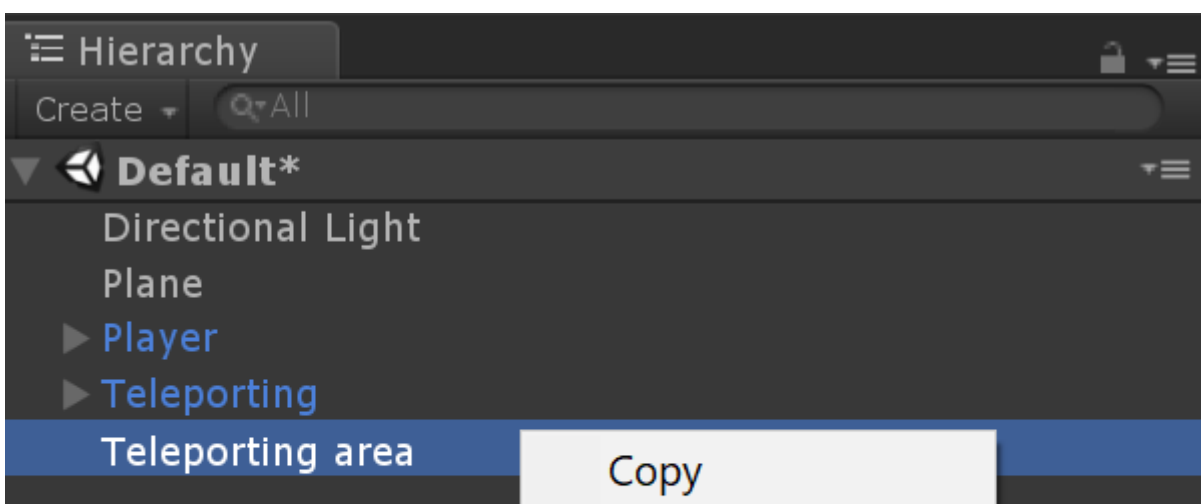 Hierarchy
Create All
Default*
Directional Light
Plane
Player
Teleporting
Teleporting area
Copy